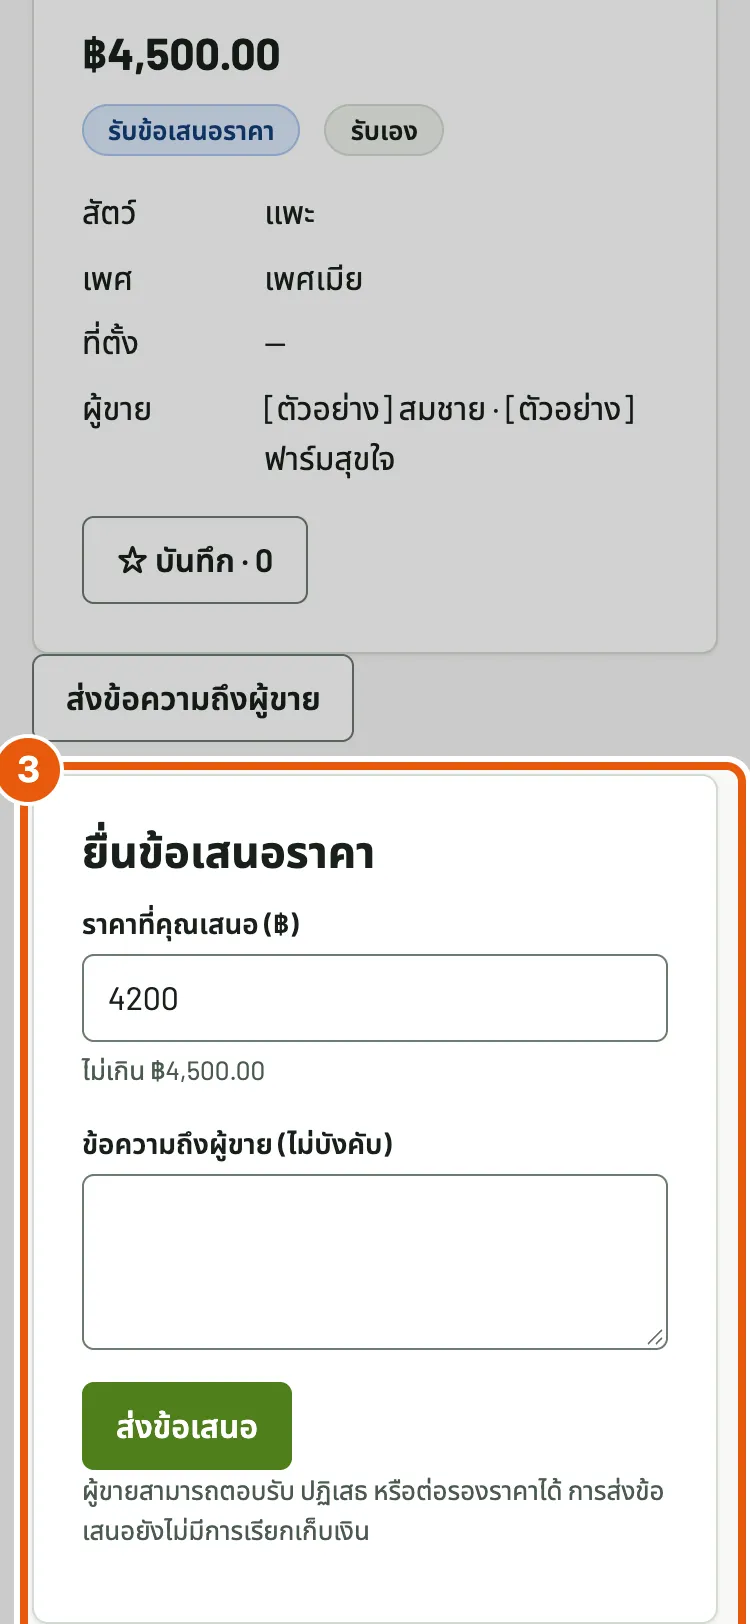 ฿4,500.00
รับข้อเสนอราคา รับเอง
สัตว์ แพะ
เพศ เพศเมีย
ที่ตั้ง —
ผู้ขาย [ตัวอย่าง] สมชาย · [ตัวอย่าง]
ฟาร์มสุขใจ
☆ บันทึก · 0
ส่งข้อความถึงผู้ขาย
3
ยื่นข้อเสนอราคา
ราคาที่คุณเสนอ (฿)
4200
ไม่เกิน ฿4,500.00
ข้อความถึงผู้ขาย (ไม่บังคับ)
ส่งข้อเสนอ
ผู้ขายสามารถตอบรับ ปฏิเสธ หรือต่อรองราคาได้ การส่งข้อ
เสนอยังไม่มีการเรียกเก็บเงิน